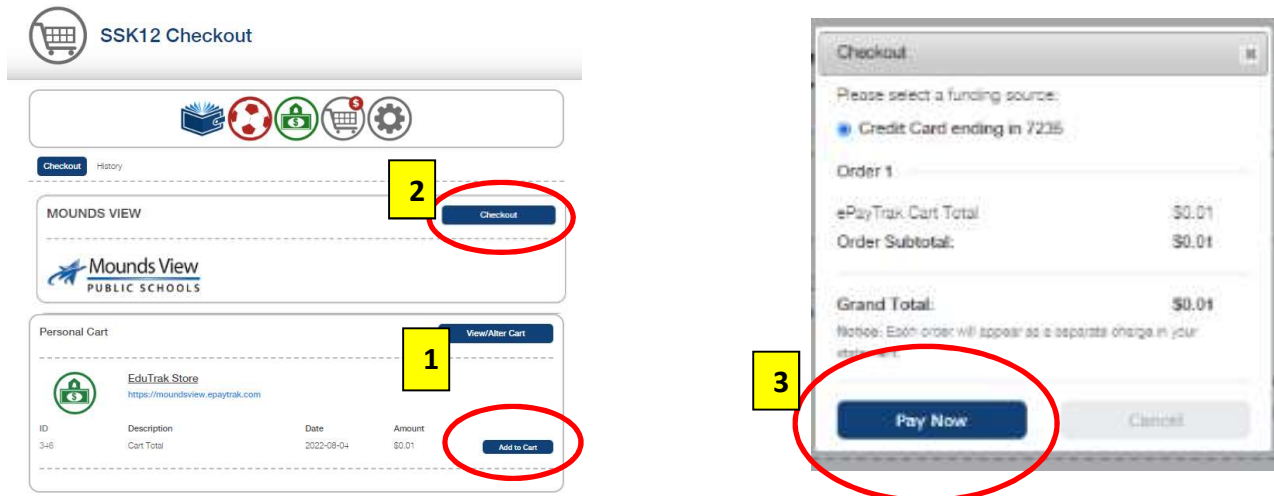 SSK12 Checkout
$
$
Checkout History
2
MOUNDS VIEW
Checkout
Mounds View
PUBLIC SCHOOLS
Personal Cart
View/Alter Cart
1
EduTrak Store
https://moundsview.epaytrak.com
$
ID Description Date Amount
346 Cart Total 2022-08-04 $0.01 Add to Cart
Checkout
Please select a funding source:
Credit Card ending in 7235
Order 1
ePayTrak Cart Total $0.01
Order Subtotal: $0.01
Grand Total: $0.01
Notice: Each order will appear as a separate charge in your
statement.
3
Pay Now Cancel